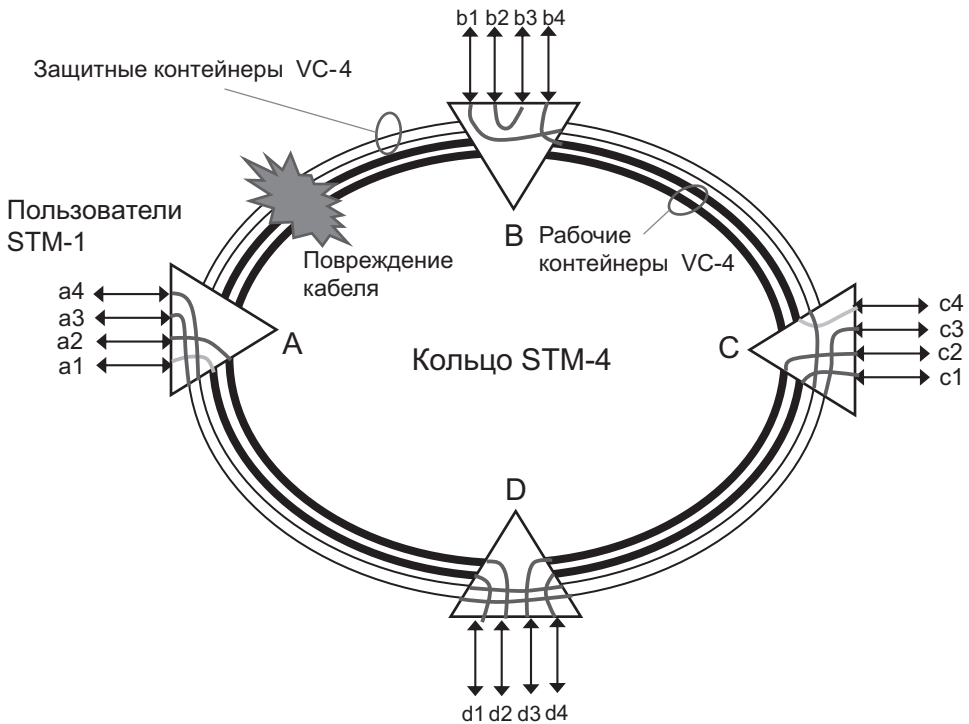 b1 b2 b3 b4
Защитные контейнеры VC-4
Пользователи
STM-1
B
Рабочие
контейнеры VC-4
Повреждение
кабеля
a4
a3
a2
a1
A
Кольцо STM-4
C
c4
c3
c2
c1
D
d1 d2 d3 d4